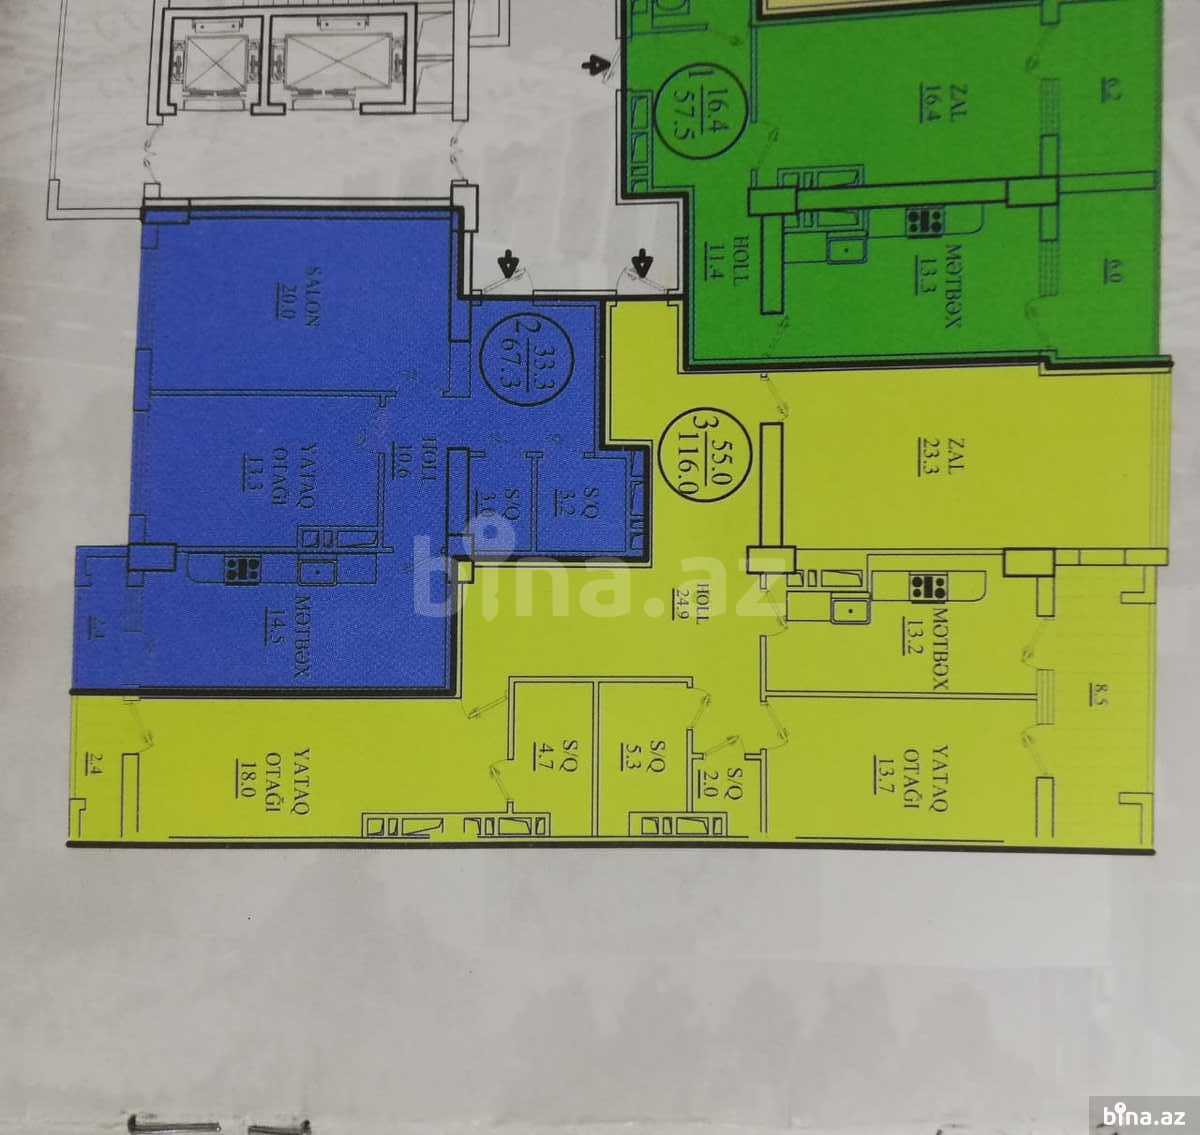 ZAL
16.4
6.2
1 16.4
57.5
HOLL
11.4
MƏTBƏX
13.3
6.0
SALON
20.0
2 33.3
67.3
YATAQ
OTAĞI
13.3
HOLL
10.6
S/Q
3.0
S/Q
3.2
MƏTBƏX
14.5
3 55.0
116.0
ZAL
23.3
HOLL
24.9
MƏTBƏX
13.2
8.5
YATAQ
OTAĞI
13.7
S/Q
2.0
S/Q
5.3
S/Q
4.7
YATAQ
OTAĞI
18.0
2.4
bina.az
bina.az